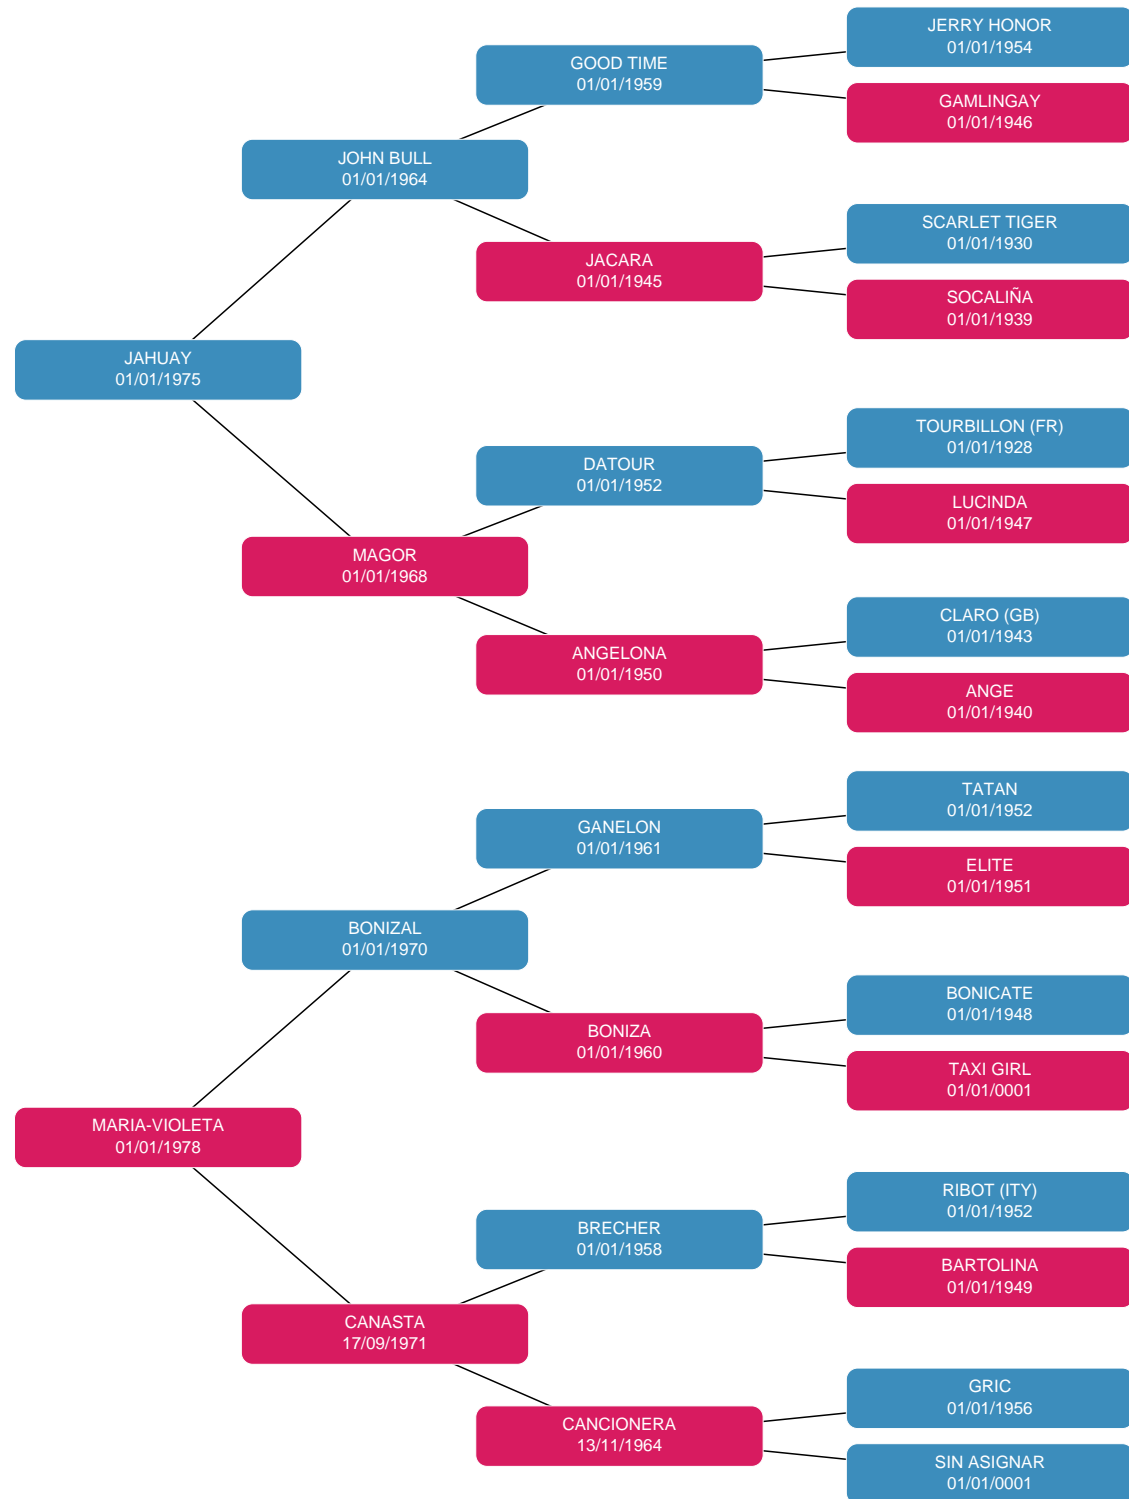 JERRY HONOR
01/01/1954
GOOD TIME
01/01/1959
GAMLINGAY
01/01/1946
JOHN BULL
01/01/1964
SCARLET TIGER
01/01/1930
JACARA
01/01/1945
SOCALIÑA
01/01/1939
JAHUAY
01/01/1975
TOURBILLON (FR)
01/01/1928
DATOUR
01/01/1952
LUCINDA
01/01/1947
MAGOR
01/01/1968
CLARO (GB)
01/01/1943
ANGELONA
01/01/1950
ANGE
01/01/1940
TATAN
01/01/1952
GANELON
01/01/1961
ELITE
01/01/1951
BONIZAL
01/01/1970
BONICATE
01/01/1948
BONIZA
01/01/1960
TAXI GIRL
01/01/0001
MARIA-VIOLETA
01/01/1978
RIBOT (ITY)
01/01/1952
BRECHER
01/01/1958
BARTOLINA
01/01/1949
CANASTA
17/09/1971
GRIC
01/01/1956
CANCIONERA
13/11/1964
SIN ASIGNAR
01/01/0001